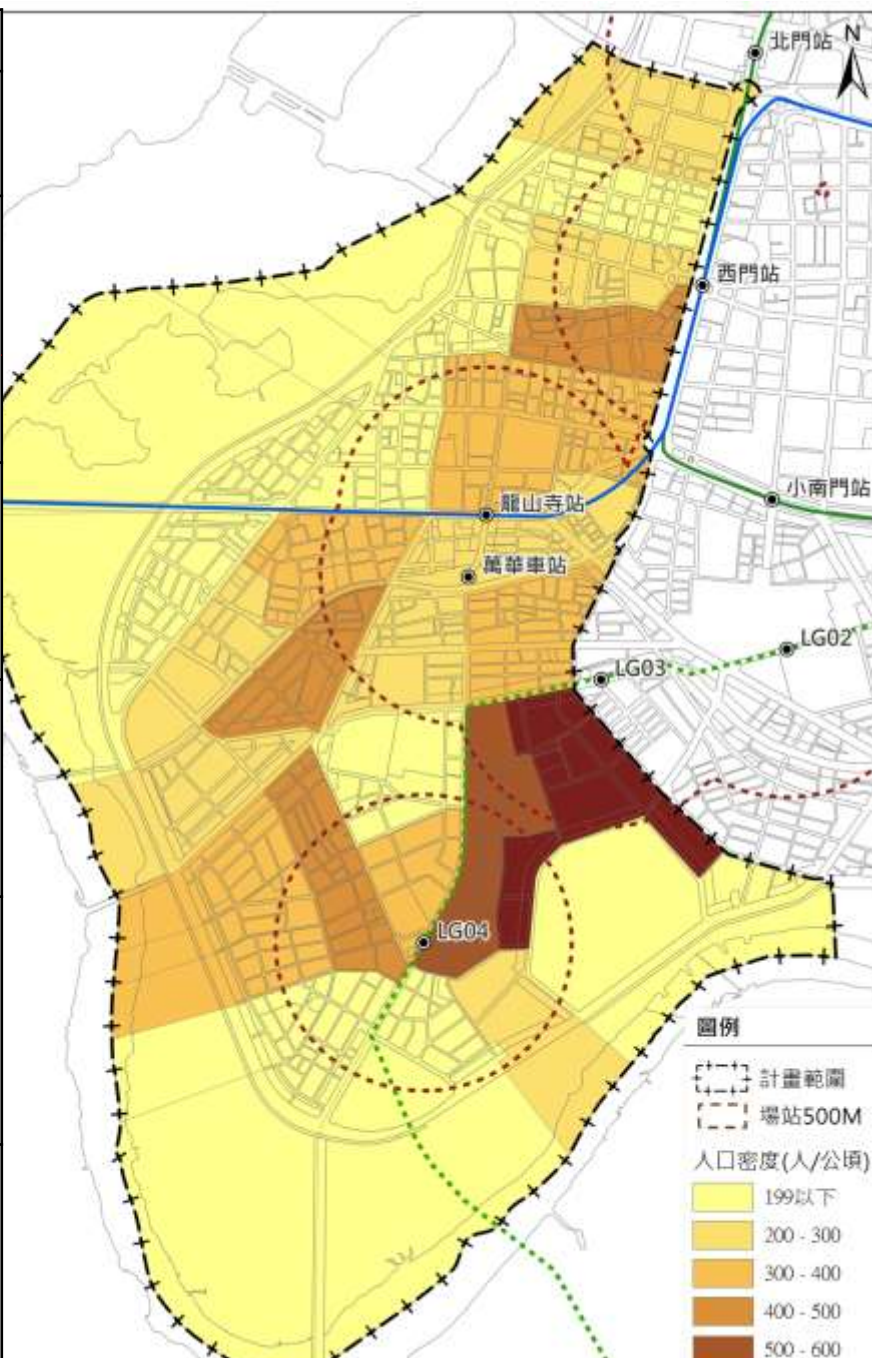 北門站
N
西門站
小南門站
龍山寺站
萬華車站
LG02
LG03
LG04
圖例
計畫範圍
場站500M
人口密度(人/公頃)
199以下
200 - 300
300 - 400
400 - 500
500 - 600